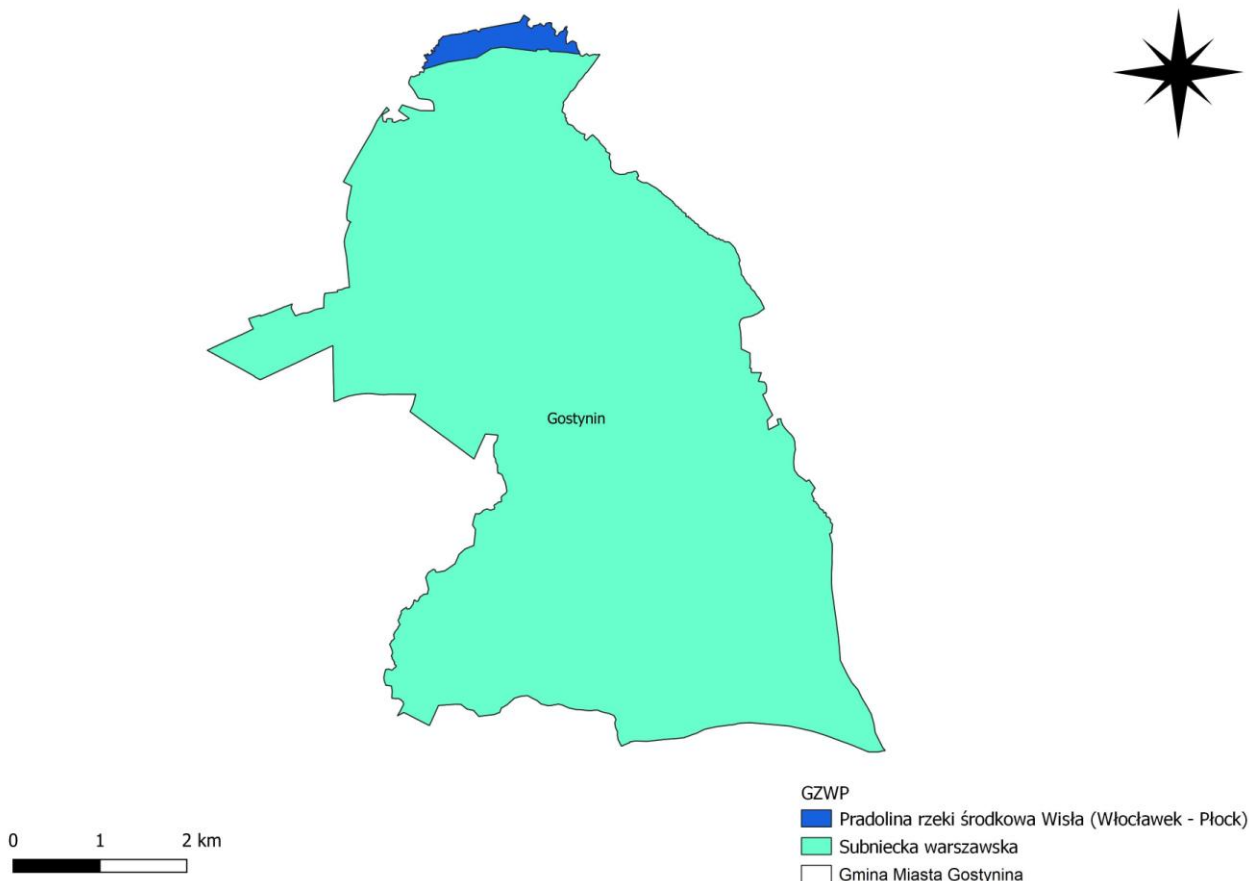 Gostynin
GZWP
Pradolina rzeki środkowa Wisła (Włocławek - Płock)
Subniecka warszawska
Gmina Miasta Gostynina
0 1 2 km